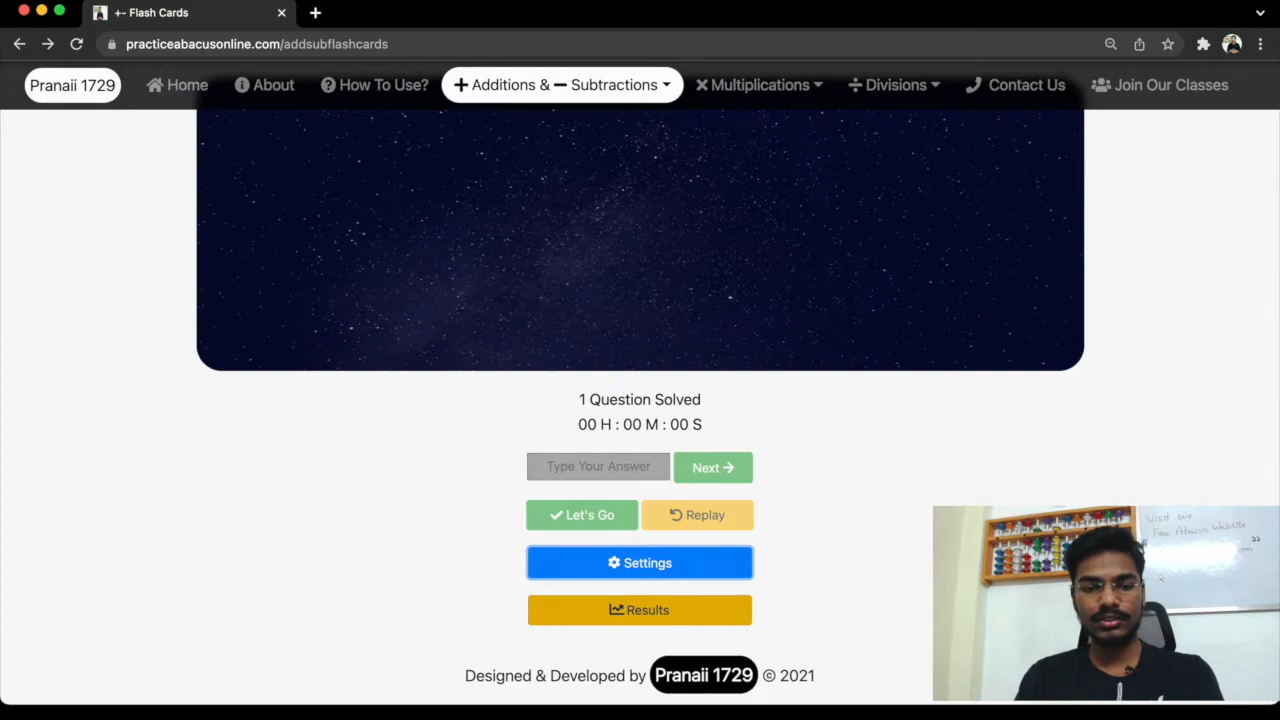 +- Flash Cards
practiceabacusonline.com/addsubflashcards
Pranaii 1729 Home About How To Use? Additions & Subtractions Multiplications Divisions Contact Us Join Our Classes
1 Question Solved
00 H : 00 M : 00 S
Type Your Answer Next
Let's Go Replay
Settings
Results
Visit our
Free Abacus Website
Designed & Developed by Pranaii 1729 © 2021